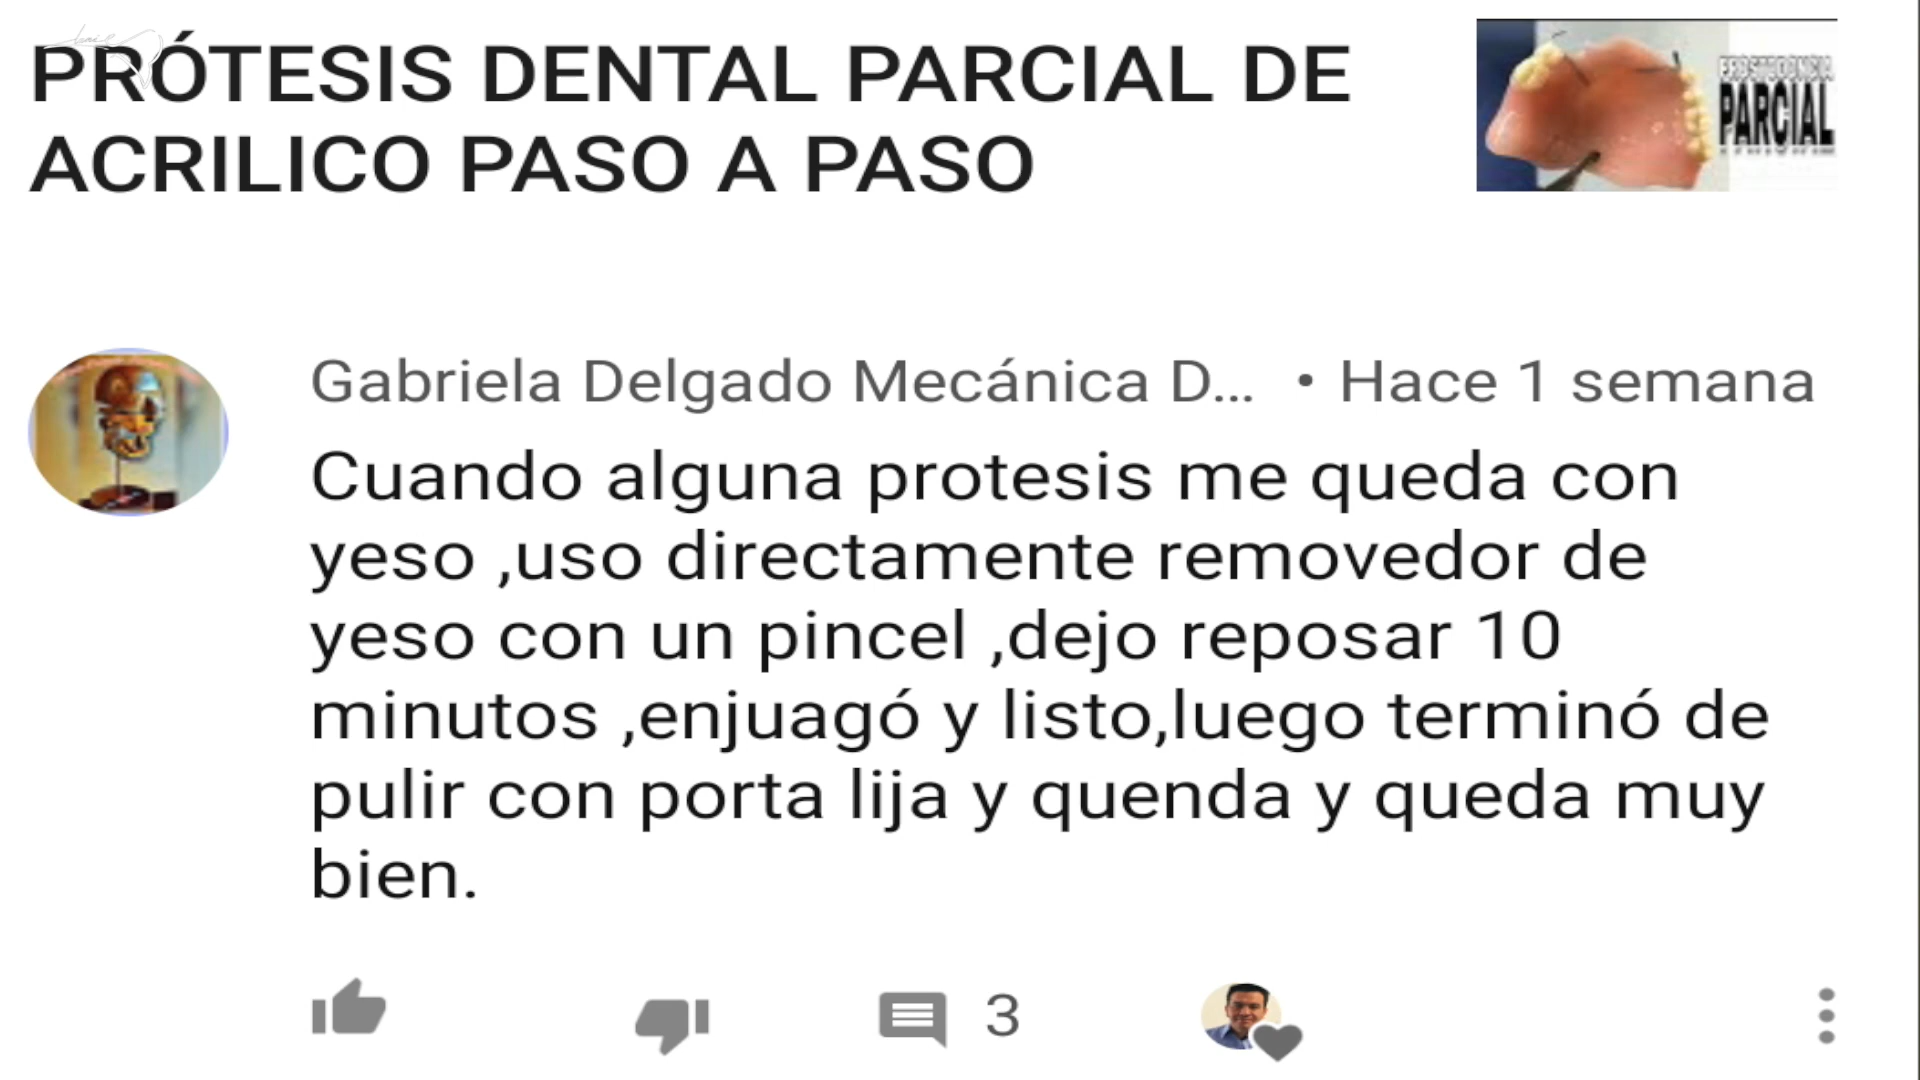 PRÓTESIS DENTAL PARCIAL DE
ACRILICO PASO A PASO
PARCIAL
Gabriela Delgado Mecánica D... • Hace 1 semana
Cuando alguna protesis me queda con
yeso ,uso directamente removedor de
yeso con un pincel ,dejo reposar 10
minutos ,enjuagó y listo,luego terminó de
pulir con porta lija y quenda y queda muy
bien.
3